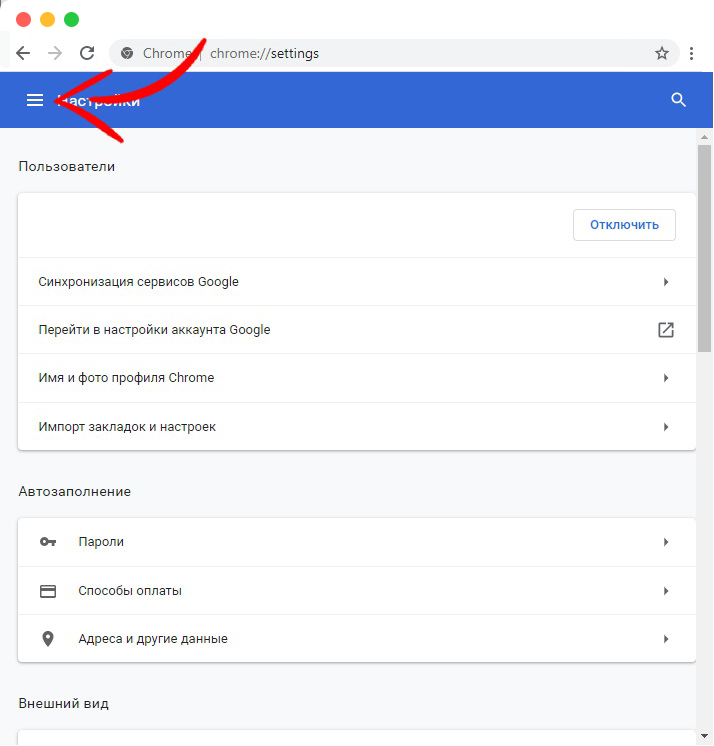 Chrome | chrome://settings
Настройки
Пользователи
Отключить
Синхронизация сервисов Google
Перейти в настройки аккаунта Google
Имя и фото профиля Chrome
Импорт закладок и настроек
Автозаполнение
Пароли
Способы оплаты
Адреса и другие данные
Внешний вид